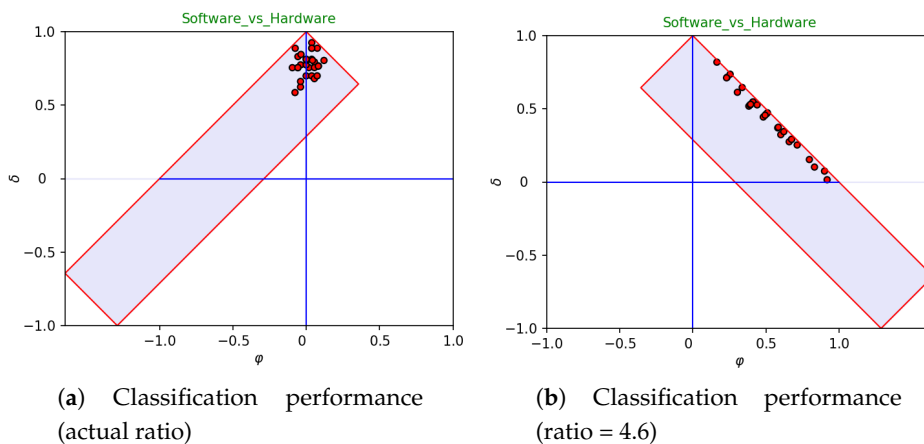 Software_vs_Hardware
1.0
0.5
0
−0.5
−1.0
δ
−1.0
−0.5
0
0.5
1.0
φ
Software_vs_Hardware
1.0
0.5
0
−0.5
−1.0
δ
−1.0
−0.5
0
0.5
1.0
1.5
φ
(a) Classification performance
(actual ratio)
(b) Classification performance
(ratio = 4.6)